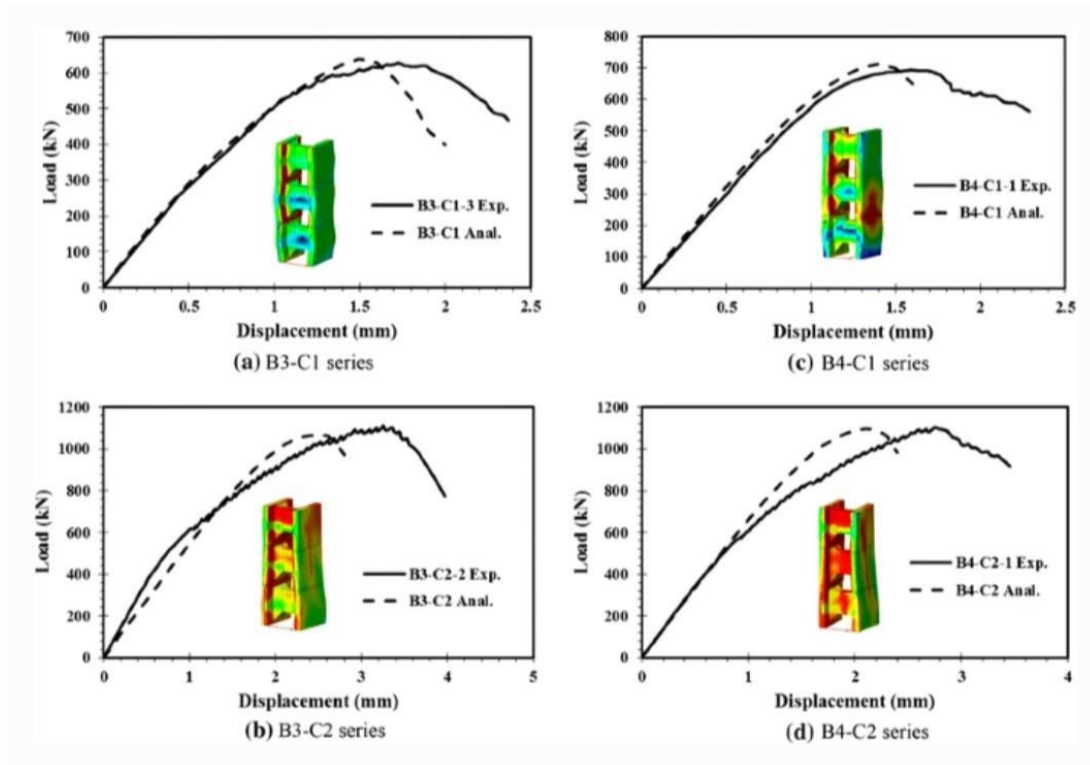 700
600
500
400
300
200
100
0
Load (kN)
B3-C1-3 Exp.
B3-C1 Anal.
0 0.5 1 1.5 2 2.5
Displacement (mm)
(a) B3-C1 series
800
700
600
500
400
300
200
100
0
Load (kN)
B4-C1-1 Exp.
B4-C1 Anal.
0 0.5 1 1.5 2 2.5
Displacement (mm)
(c) B4-C1 series
1200
1000
800
600
400
200
0
Load (kN)
B3-C2-2 Exp.
B3-C2 Anal.
0 1 2 3 4 5
Displacement (mm)
(b) B3-C2 series
1200
1000
800
700
600
500
400
300
200
100
0
Load (kN)
B4-C2-1 Exp.
B4-C2 Anal.
0 1 2 3 4
Displacement (mm)
(d) B4-C2 series